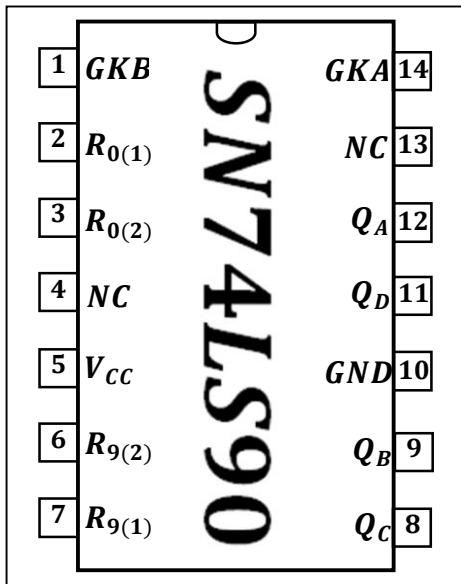 1 GKB GKA 14
2 R0(1) NC 13
3 R0(2) QA 12
4 NC QD 11
5 VCC GND 10
6 R9(2) QB 9
7 R9(1) QC 8
SN74LS90